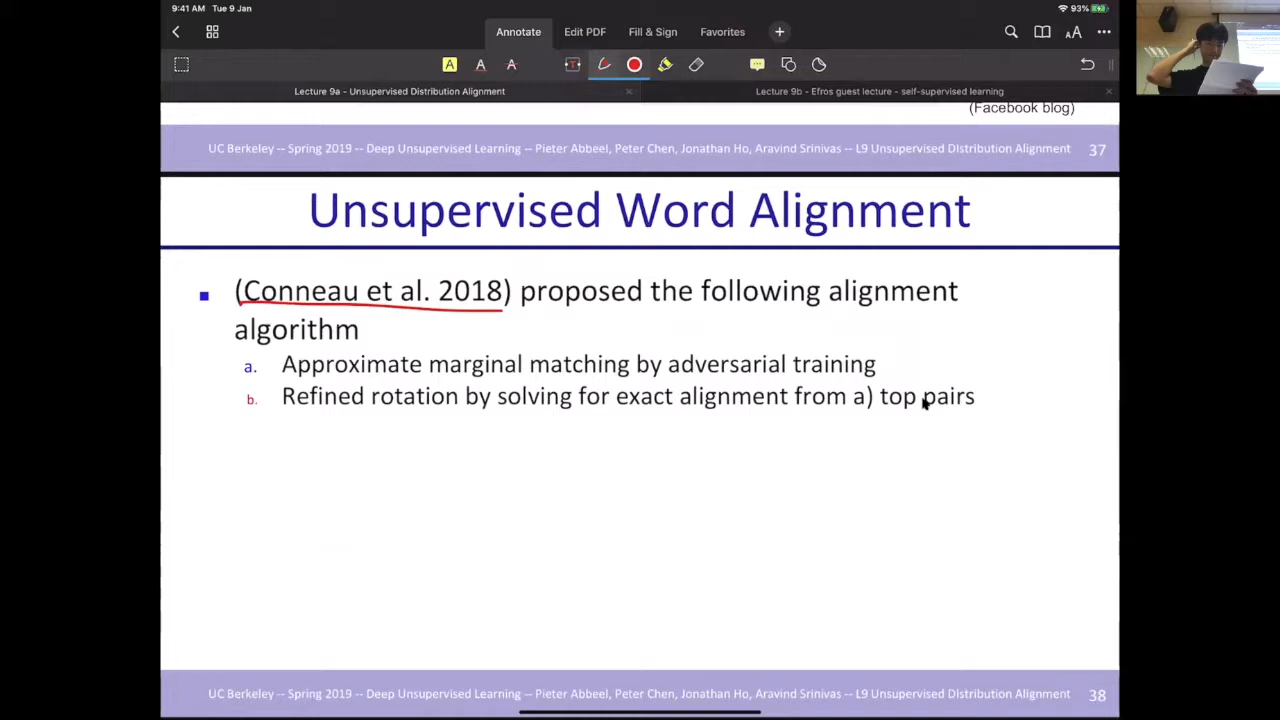 9:41 AM Tue 9 Jan
93%
Annotate Edit PDF Fill & Sign Favorites
AA
A T
Lecture 9a - Unsupervised Distribution Alignment
Lecture 9b - Efros guest lecture - self-supervised learning
(Facebook blog)
UC Berkeley -- Spring 2019 -- Deep Unsupervised Learning -- Pieter Abbeel, Peter Chen, Jonathan Ho, Aravind Srinivas -- L9 Unsupervised Distribution Alignment 37
Unsupervised Word Alignment
(Conneau et al. 2018) proposed the following alignment
algorithm
a. Approximate marginal matching by adversarial training
b. Refined rotation by solving for exact alignment from a) top pairs
UC Berkeley -- Spring 2019 -- Deep Unsupervised Learning -- Pieter Abbeel, Peter Chen, Jonathan Ho, Aravind Srinivas -- L9 Unsupervised Distribution Alignment 38